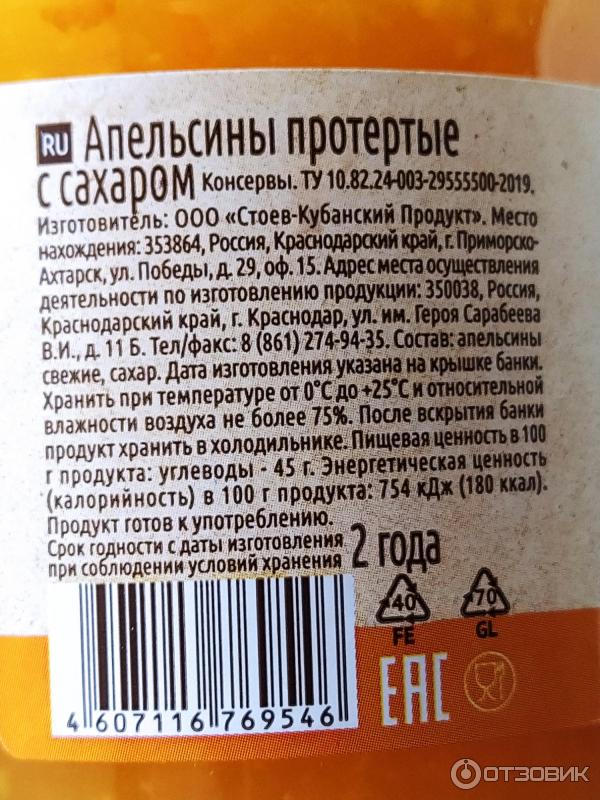 RU Апельсины протертые
с сахаром Консервы. ТУ 10.82.24-003-29555500-2019.
Изготовитель: ООО «Стоев-Кубанский Продукт». Место
нахождения: 353864, Россия, Краснодарский край, г. Приморско-
Ахтарск, ул. Победы, д. 29, оф. 15. Адрес места осуществления
деятельности по изготовлению продукции: 350038, Россия,
Краснодарский край, г. Краснодар, ул. им. Героя Сарабеева
В.И., д. 11 Б. Тел/факс: 8 (861) 274-94-35. Состав: апельсины
свежие, сахар. Дата изготовления указана на крышке банки.
Хранить при температуре от 0°С до +25°С и относительной
влажности воздуха не более 75%. После вскрытия банки
продукт хранить в холодильнике. Пищевая ценность в 100
г продукта: углеводы - 45 г. Энергетическая ценность
(калорийность) в 100 г продукта: 754 кДж (180 ккал).
Продукт готов к употреблению.
Срок годности с даты изготовления
при соблюдении условий хранения 2 года
40 70
FE GL
EAC
4 607116 769546
ОТЗОВИК